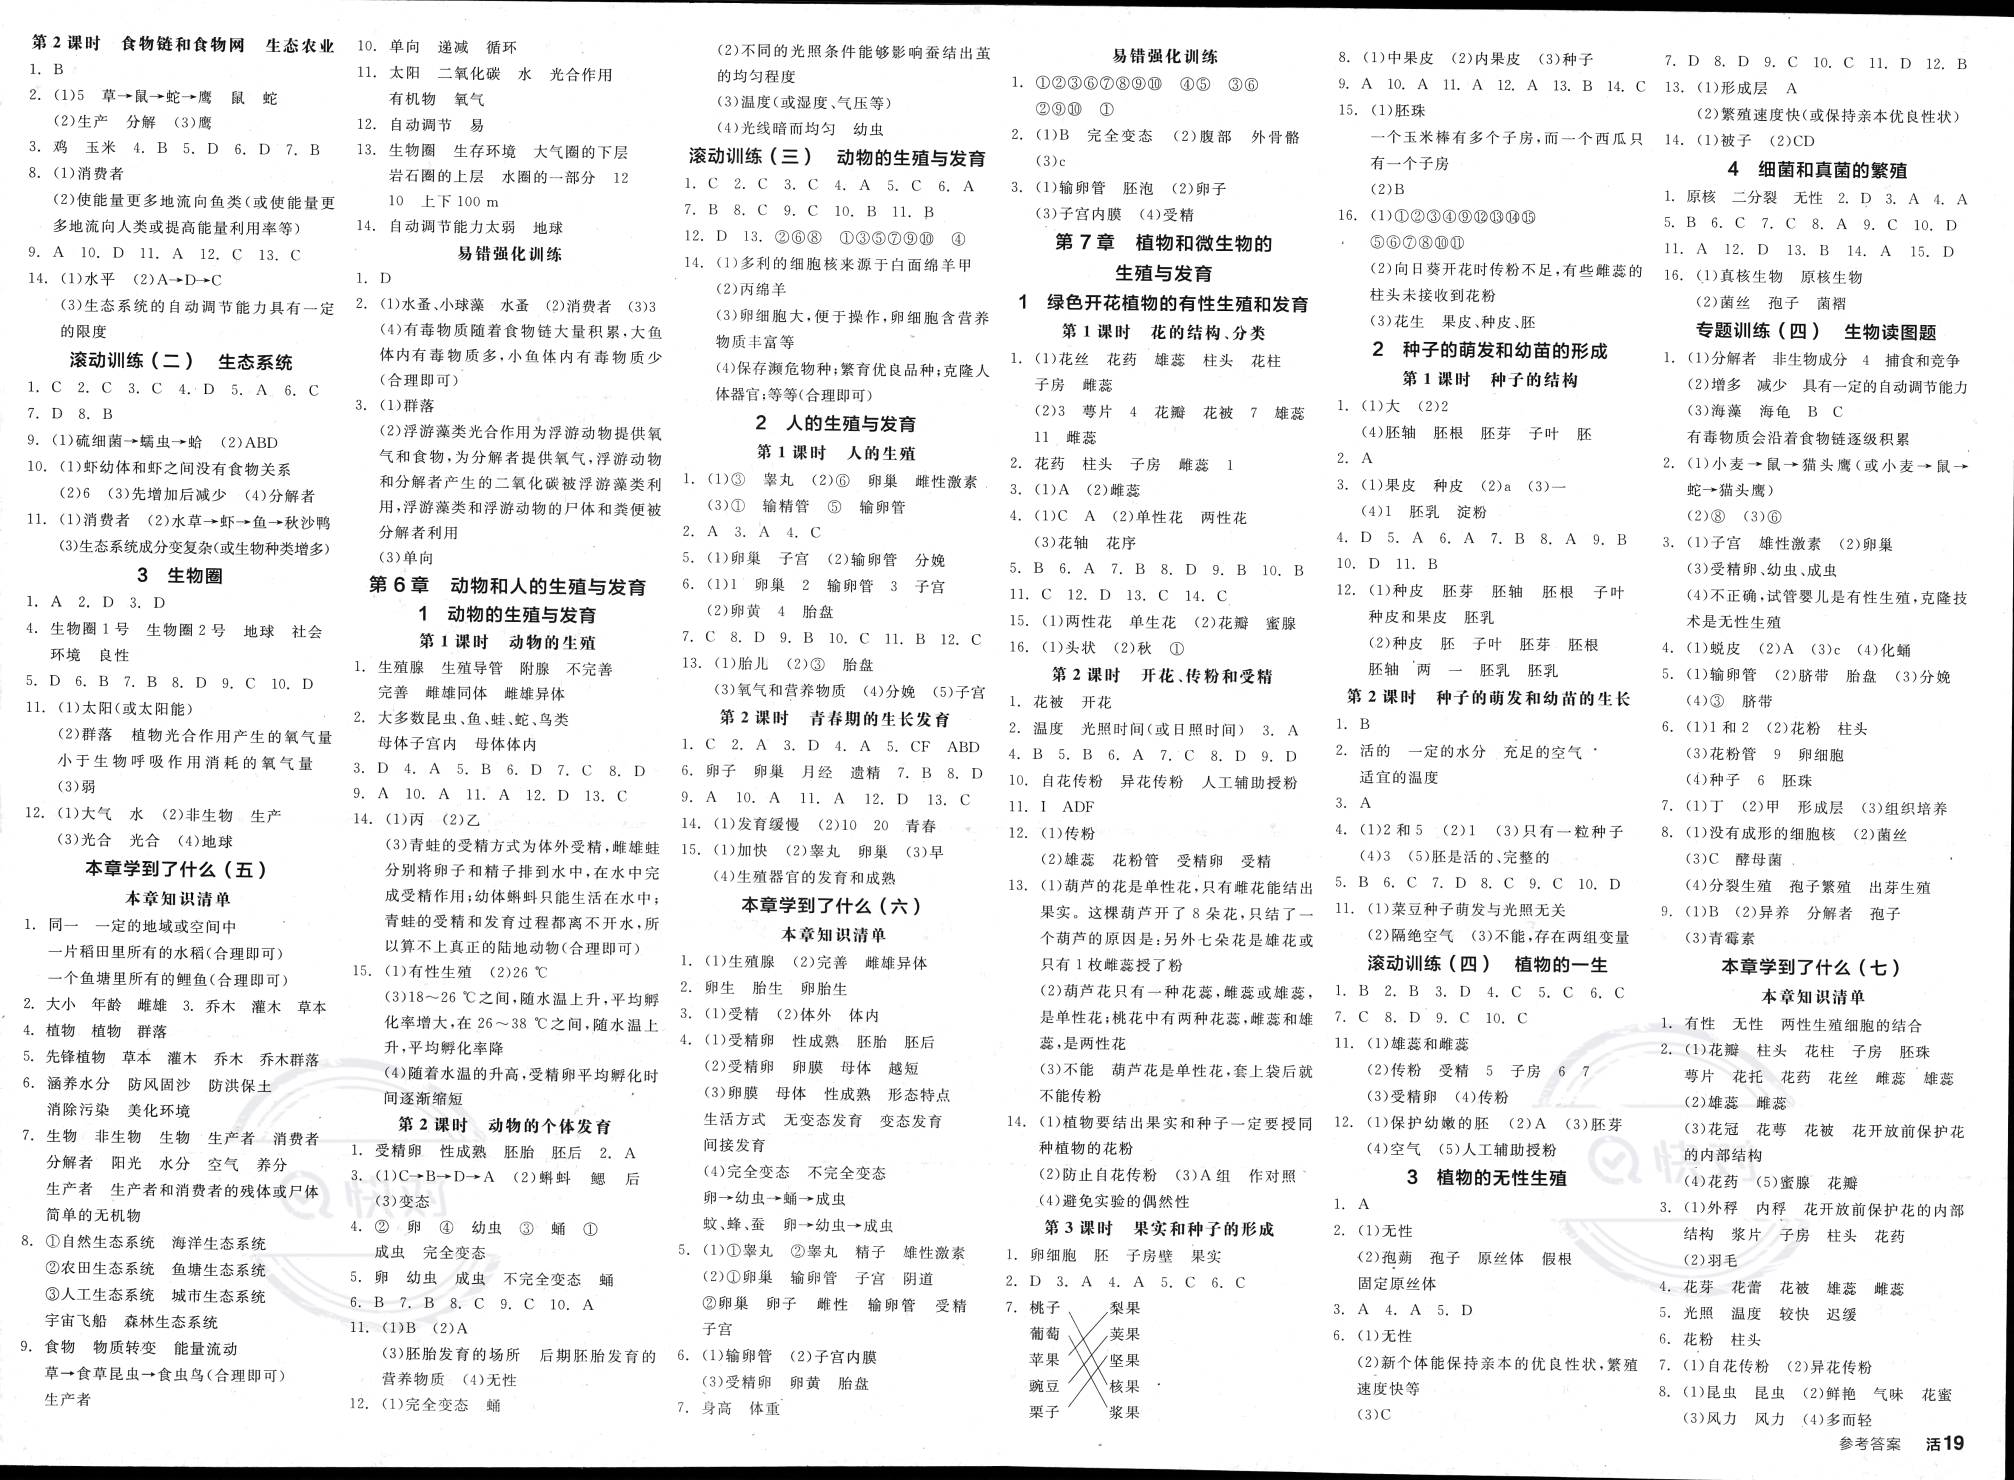 第2课时 食物链和食物网 生态农业
1. B
2. (1)5 草→鼠→蛇→鹰 鼠 蛇
(2)生产 分解 (3)鹰
3. 鸡 玉米 4. B 5. D 6. D 7. B
8. (1)消费者
(2)使能量更多地流向鱼类(或使能量更
多地流向人类或提高能量利用率等)
9. A 10. D 11. A 12. C 13. C
14. (1)水平 (2)A→D→C
(3)生态系统的自动调节能力具有一定
的限度
滚动训练(二) 生态系统
1. C 2. C 3. C 4. D 5. A 6. C
7. D 8. B
9. (1)硫细菌→蠕虫→蛤 (2)ABD
10. (1)虾幼体和虾之间没有食物关系
(2)6 (3)先增加后减少 (4)分解者
11. (1)消费者 (2)水草→虾→鱼→秋沙鸭
(3)生态系统成分变复杂(或生物种类增多)
3 生物圈
1. A 2. D 3. D
4. 生物圈1号 生物圈2号 地球 社会
环境 良性
5. D 6. B 7. B 8. D 9. C 10. D
11. (1)太阳(或太阳能)
(2)群落 植物光合作用产生的氧气量
小于生物呼吸作用消耗的氧气量
(3)弱
12. (1)大气 水 (2)非生物 生产
(3)光合 光合 (4)地球
本章学到了什么(五)
本章知识清单
1. 同一 一定的地域或空间中
一片稻田里所有的水稻(合理即可)
一个鱼塘里所有的鲤鱼(合理即可)
2. 大小 年龄 雌雄 3. 乔木 灌木 草本
4. 植物 植物 群落
5. 先锋植物 草本 灌木 乔木 乔木群落
6. 涵养水分 防风固沙 防洪保土
消除污染 美化环境
7. 生物 非生物 生物 生产者 消费者
分解者 阳光 水分 空气 养分
生产者 生产者和消费者的残体或尸体
简单的无机物
8. ①自然生态系统 海洋生态系统
②农田生态系统 鱼塘生态系统
③人工生态系统 城市生态系统
宇宙飞船 森林生态系统
9. 食物 物质转变 能量流动
草→食草昆虫→食虫鸟(合理即可)
生产者
10. 单向 递减 循环
11. 太阳 二氧化碳 水 光合作用
有机物 氧气
12. 自动调节 易
13. 生物圈 生存环境 大气圈的下层
岩石圈的上层 水圈的一部分 12
10 上下100 m
14. 自动调节能力太弱 地球
易错强化训练
1. D
2. (1)水蚤、小球藻 水蚤 (2)消费者 (3)3
(4)有毒物质随着食物链大量积累,大鱼
体内有毒物质多,小鱼体内有毒物质少
(合理即可)
3. (1)群落
(2)浮游藻类光合作用为浮游动物提供氧
气和食物,为分解者提供氧气,浮游动物
和分解者产生的二氧化碳被浮游藻类利
用,浮游藻类和浮游动物的尸体和粪便被
分解者利用
(3)单向
第6章 动物和人的生殖与发育
1 动物的生殖与发育
第1课时 动物的生殖
1. 生殖腺 生殖导管 附腺 不完善
完善 雌雄同体 雌雄异体
2. 大多数昆虫、鱼、蛙、蛇、鸟类
母体子宫内 母体体内
3. D 4. A 5. B 6. D 7. C 8. D
9. A 10. A 11. A 12. D 13. C
14. (1)丙 (2)乙
(3)青蛙的受精方式为体外受精,雌雄蛙
分别将卵子和精子排到水中,在水中完
成受精作用;幼体蝌蚪只能生活在水中;
青蛙的受精和发育过程都离不开水,所
以算不上真正的陆地动物(合理即可)
15. (1)有性生殖 (2)26 ℃
(3)18～26 ℃之间,随水温上升,平均孵
化率增大,在26～38 ℃之间,随水温上
升,平均孵化率降
(4)随着水温的升高,受精卵平均孵化时
间逐渐缩短
第2课时 动物的个体发育
1. 受精卵 性成熟 胚胎 胚后 2. A
3. (1)C→B→D→A (2)蝌蚪 鳃 后
(3)变态
4. ② 卵 ④ 幼虫 ③ 蛹 ①
成虫 完全变态
5. 卵 幼虫 成虫 不完全变态 蛹
6. B 7. B 8. C 9. C 10. A
11. (1)B (2)A
(3)胚胎发育的场所 后期胚胎发育的
营养物质 (4)无性
12. (1)完全变态 蛹
(2)不同的光照条件能够影响蚕结出茧
的均匀程度
(3)温度(或湿度、气压等)
(4)光线暗而均匀 幼虫
滚动训练(三) 动物的生殖与发育
1. C 2. C 3. C 4. A 5. C 6. A
7. B 8. C 9. C 10. B 11. B
12. D 13. ②⑥⑧ ①③⑤⑦⑨⑩ ④
14. (1)多利的细胞核来源于白面绵羊甲
(2)丙绵羊
(3)卵细胞大,便于操作,卵细胞含营养
物质丰富等
(4)保存濒危物种;繁育优良品种;克隆人
体器官;等等(合理即可)
2 人的生殖与发育
第1课时 人的生殖
1. (1)③ 睾丸 (2)⑥ 卵巢 雌性激素
(3)① 输精管 ⑤ 输卵管
2. A 3. A 4. C
5. (1)卵巢 子宫 (2)输卵管 分娩
6. (1)1 卵巢 2 输卵管 3 子宫
(2)卵黄 4 胎盘
7. C 8. D 9. B 10. C 11. B 12. C
13. (1)胎儿 (2)③ 胎盘
(3)氧气和营养物质 (4)分娩 (5)子宫
第2课时 青春期的生长发育
1. C 2. A 3. D 4. A 5. CF ABD
6. 卵子 卵巢 月经 遗精 7. B 8. D
9. A 10. A 11. A 12. D 13. C
14. (1)发育缓慢 (2)10 20 青春
15. (1)加快 (2)睾丸 卵巢 (3)早
(4)生殖器官的发育和成熟
本章学到了什么(六)
本章知识清单
1. (1)生殖腺 (2)完善 雌雄异体
2. 卵生 胎生 卵胎生
3. (1)受精 (2)体外 体内
4. (1)受精卵 性成熟 胚胎 胚后
(2)受精卵 卵膜 母体 越短
(3)卵膜 母体 性成熟 形态特点
生活方式 无变态发育 变态发育
间接发育
(4)完全变态 不完全变态
卵→幼虫→蛹→成虫
蚊、蜂、蚕 卵→幼虫→成虫
5. (1)①睾丸 ②睾丸 精子 雄性激素
(2)①卵巢 输卵管 子宫 阴道
②卵巢 卵子 雌性 输卵管 受精
子宫
6. (1)输卵管 (2)子宫内膜
(3)受精卵 卵黄 胎盘
7. 身高 体重
易错强化训练
1. ①②③⑥⑦⑧⑨⑩ ④⑤ ③⑥
②⑨⑩ ①
2. (1)B 完全变态 (2)腹部 外骨骼
(3)c
3. (1)输卵管 胚泡 (2)卵子
(3)子宫内膜 (4)受精
第7章 植物和微生物的
生殖与发育
1 绿色开花植物的有性生殖和发育
第1课时 花的结构、分类
1. (1)花丝 花药 雄蕊 柱头 花柱
子房 雌蕊
(2)3 萼片 4 花瓣 花被 7 雄蕊
11 雌蕊
2. 花药 柱头 子房 雌蕊 1
3. (1)A (2)雌蕊
4. (1)C A (2)单性花 两性花
(3)花轴 花序
5. B 6. A 7. B 8. D 9. B 10. B
11. C 12. D 13. C 14. C
15. (1)两性花 单生花 (2)花瓣 蜜腺
16. (1)头状 (2)秋 ①
第2课时 开花、传粉和受精
1. 花被 开花
2. 温度 光照时间(或日照时间) 3. A
4. B 5. B 6. A 7. C 8. D 9. D
10. 自花传粉 异花传粉 人工辅助授粉
11. I ADF
12. (1)传粉
(2)雄蕊 花粉管 受精卵 受精
13. (1)葫芦的花是单性花,只有雌花能结出
果实。这棵葫芦开了8朵花,只结了一
个葫芦的原因是:另外七朵花是雄花或
只有1枚雌蕊授了粉
(2)葫芦花只有一种花蕊,雌蕊或雄蕊,
是单性花;桃花中有两种花蕊,雌蕊和雄
蕊,是两性花
(3)不能 葫芦花是单性花,套上袋后就
不能传粉
14. (1)植物要结出果实和种子一定要授同
种植物的花粉
(2)防止自花传粉 (3)A组 作对照
(4)避免实验的偶然性
第3课时 果实和种子的形成
1. 卵细胞 胚 子房壁 果实
2. D 3. A 4. A 5. C 6. C
7. 桃子 梨果
葡萄 荚果
苹果 坚果
豌豆 核果
栗子 浆果
8. (1)中果皮 (2)内果皮 (3)种子
9. A 10. A 11. A 12. A 13. B 14. C
15. (1)胚珠
一个玉米棒有多个子房,而一个西瓜只
有一个子房
(2)B
16. (1)①②③④⑨⑫⑬⑭⑮
⑤⑥⑦⑧⑩⑪
(2)向日葵开花时传粉不足,有些雌蕊的
柱头未接收到花粉
(3)花生 果皮、种皮、胚
2 种子的萌发和幼苗的形成
第1课时 种子的结构
1. (1)大 (2)2
(4)胚轴 胚根 胚芽 子叶 胚
2. A
3. (1)果皮 种皮 (2)a (3)一
(4)1 胚乳 淀粉
4. D 5. A 6. A 7. B 8. A 9. B
10. D 11. B
12. (1)种皮 胚芽 胚轴 胚根 子叶
种皮和果皮 胚乳
(2)种皮 胚 子叶 胚芽 胚根
胚轴 两 一 胚乳 胚乳
第2课时 种子的萌发和幼苗的生长
1. B
2. 活的 一定的水分 充足的空气
适宜的温度
3. A
4. (1)2和5 (2)1 (3)只有一粒种子
(4)3 (5)胚是活的、完整的
5. B 6. C 7. D 8. C 9. C 10. D
11. (1)菜豆种子萌发与光照无关
(2)隔绝空气 (3)不能,存在两组变量
滚动训练(四) 植物的一生
1. B 2. B 3. D 4. C 5. C 6. C
7. C 8. D 9. C 10. C
11. (1)雄蕊和雌蕊
(2)传粉 受精 5 子房 6 7
(3)受精卵 (4)传粉
12. (1)保护幼嫩的胚 (2)A (3)胚芽
(4)空气 (5)人工辅助授粉
3 植物的无性生殖
1. A
2. (1)无性
(2)孢蒴 孢子 原丝体 假根
固定原丝体
3. A 4. A 5. D
6. (1)无性
(2)新个体能保持亲本的优良性状,繁殖
速度快等
(3)C
7. D 8. D 9. C 10. C 11. D 12. B
13. (1)形成层 A
(2)繁殖速度快(或保持亲本优良性状)
14. (1)被子 (2)CD
4 细菌和真菌的繁殖
1. 原核 二分裂 无性 2. D 3. A 4. A
5. B 6. C 7. C 8. A 9. C 10. D
11. A 12. D 13. B 14. A 15. D
16. (1)真核生物 原核生物
(2)菌丝 孢子 菌褶
专题训练(四) 生物读图题
1. (1)分解者 非生物成分 4 捕食和竞争
(2)增多 减少 具有一定的自动调节能力
(3)海藻 海龟 B C
有毒物质会沿着食物链逐级积累
2. (1)小麦→鼠→猫头鹰(或小麦→鼠→
蛇→猫头鹰)
(2)⑧ (3)⑥
3. (1)子宫 雄性激素 (2)卵巢
(3)受精卵、幼虫、成虫
(4)不正确,试管婴儿是有性生殖,克隆技
术是无性生殖
4. (1)蜕皮 (2)A (3)c (4)化蛹
5. (1)输卵管 (2)脐带 胎盘 (3)分娩
(4)③ 脐带
6. (1)1和2 (2)花粉 柱头
(3)花粉管 9 卵细胞
(4)种子 6 胚珠
7. (1)丁 (2)甲 形成层 (3)组织培养
8. (1)没有成形的细胞核 (2)菌丝
(3)C 酵母菌
(4)分裂生殖 孢子繁殖 出芽生殖
9. (1)B (2)异养 分解者 孢子
(3)青霉素
本章学到了什么(七)
本章知识清单
1. 有性 无性 两性生殖细胞的结合
2. (1)花瓣 柱头 花柱 子房 胚珠
萼片 花托 花药 花丝 雌蕊 雄蕊
(2)雄蕊 雌蕊
(3)花冠 花萼 花被 花开放前保护花
的内部结构
(4)花药 (5)蜜腺 花瓣
3. (1)外稃 内稃 花开放前保护花的内部
结构 浆片 子房 柱头 花药
(2)羽毛
4. 花芽 花蕾 花被 雄蕊 雌蕊
5. 光照 温度 较快 迟缓
6. 花粉 柱头
7. (1)自花传粉 (2)异花传粉
8. (1)昆虫 昆虫 (2)鲜艳 气味 花蜜
(3)风力 风力 (4)多而轻
参考答案 活19
快对
快对